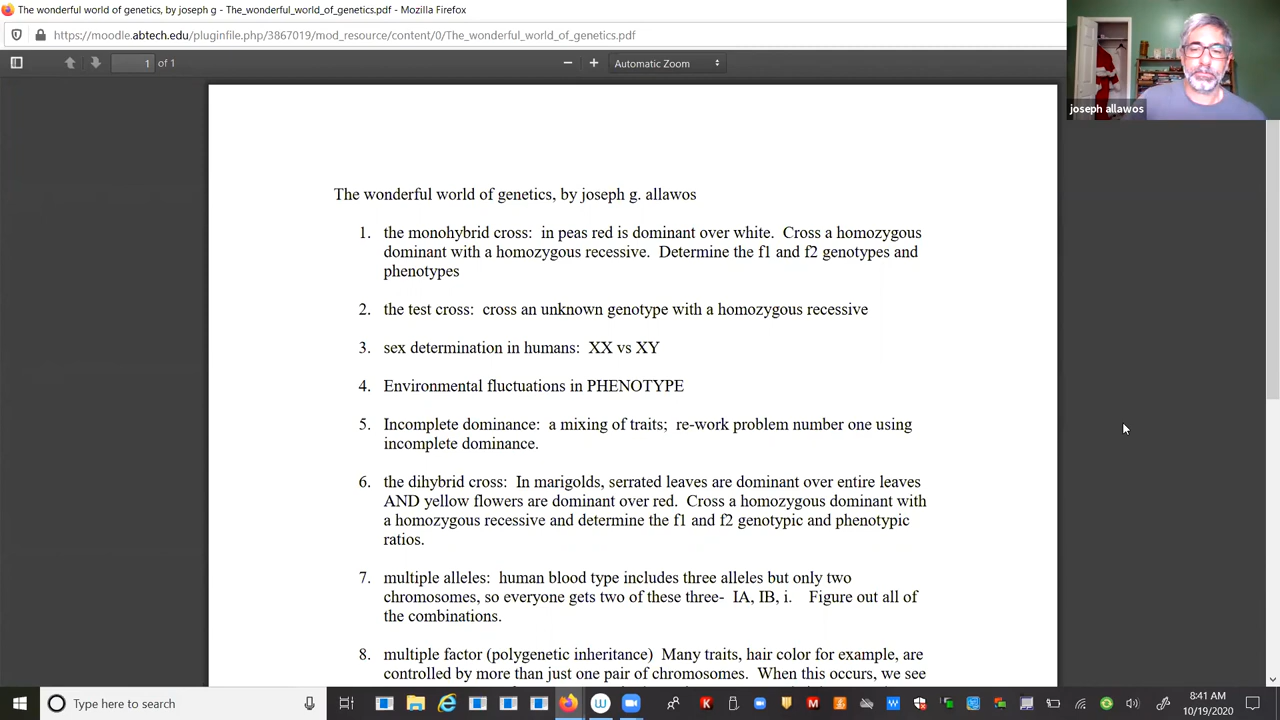 The wonderful world of genetics, by joseph g - The_wonderful_world_of_genetics.pdf - Mozilla Firefox
https://moodle.abtech.edu/pluginfile.php/3867019/mod_resource/content/0/The_wonderful_world_of_genetics.pdf
1 of 1
Automatic Zoom
joseph allawos
The wonderful world of genetics, by joseph g. allawos
1. the monohybrid cross: in peas red is dominant over white. Cross a homozygous
dominant with a homozygous recessive. Determine the f1 and f2 genotypes and
phenotypes
2. the test cross: cross an unknown genotype with a homozygous recessive
3. sex determination in humans: XX vs XY
4. Environmental fluctuations in PHENOTYPE
5. Incomplete dominance: a mixing of traits; re-work problem number one using
incomplete dominance.
6. the dihybrid cross: In marigolds, serrated leaves are dominant over entire leaves
AND yellow flowers are dominant over red. Cross a homozygous dominant with
a homozygous recessive and determine the f1 and f2 genotypic and phenotypic
ratios.
7. multiple alleles: human blood type includes three alleles but only two
chromosomes, so everyone gets two of these three- IA, IB, i. Figure out all of
the combinations.
8. multiple factor (polygenetic inheritance) Many traits, hair color for example, are
controlled by more than just one pair of chromosomes. When this occurs, we see
Type here to search
8:41 AM
10/19/2020